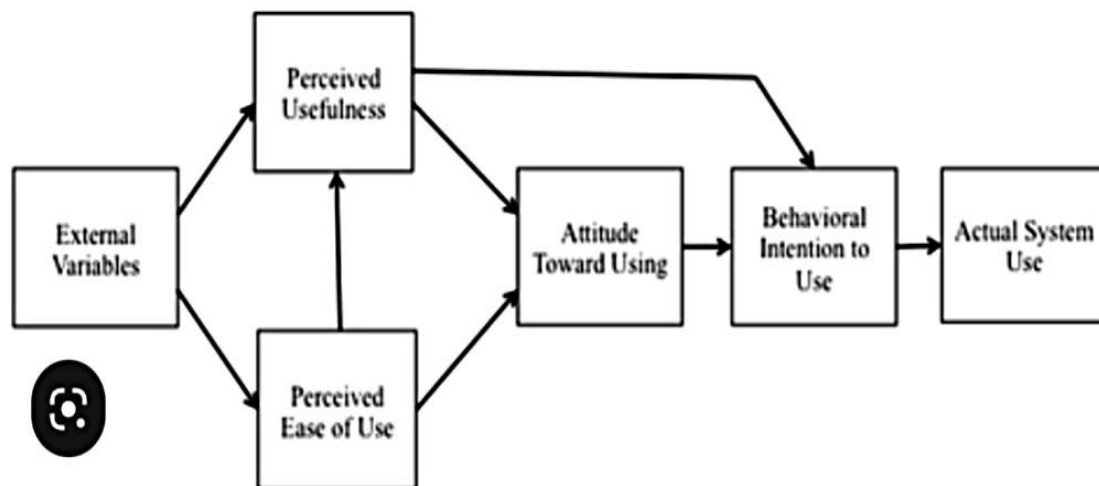 Perceived
Usefulness
External
Variables
Perceived
Ease of Use
Attitude
Toward Using
Behavioral
Intention to
Use
Actual System
Use